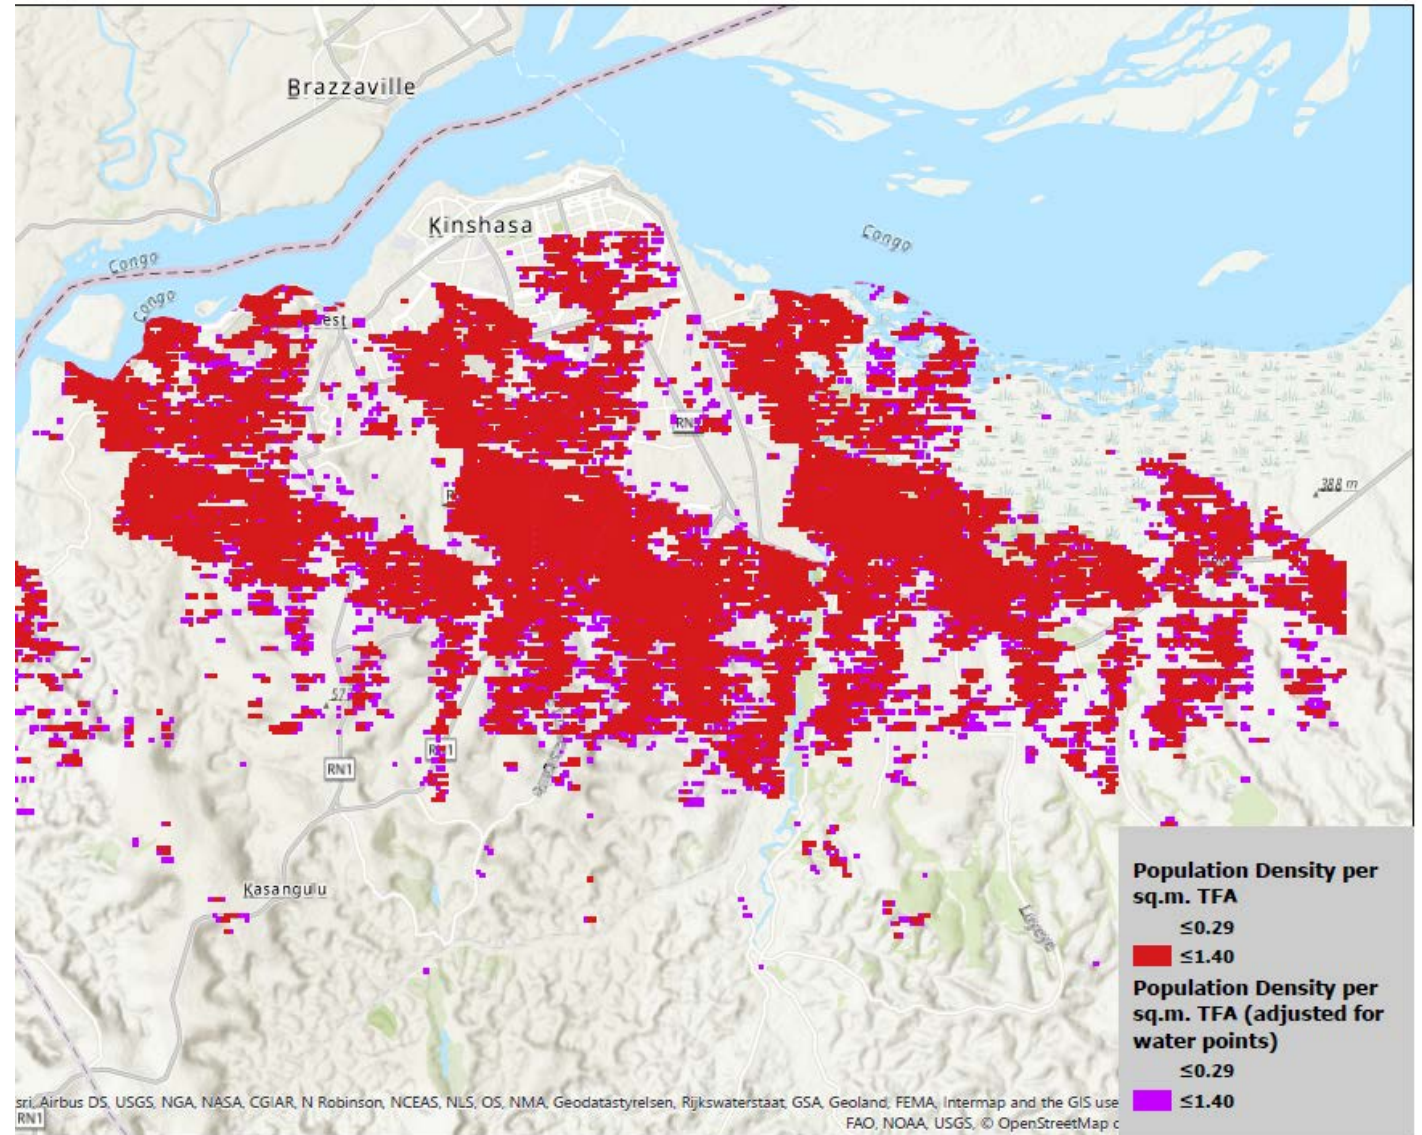 Brazzaville
Kinshasa
Congo
Congo
Congo
est
RN
R
388 m
57
RN1
RN1
Kasangulu
Population Density per
sq.m. TFA
≤0.29
≤1.40
Population Density per
sq.m. TFA (adjusted for
water points)
≤0.29
≤1.40
sri, Airbus DS, USGS, NGA, NASA, CGIAR, N Robinson, NCEAS, NLS, OS, NMA, Geodatastyrelsen, Rijkswaterstaat, GSA, Geoland, FEMA, Intermap and the GIS use
RN1
FAO, NOAA, USGS, © OpenStreetMap c